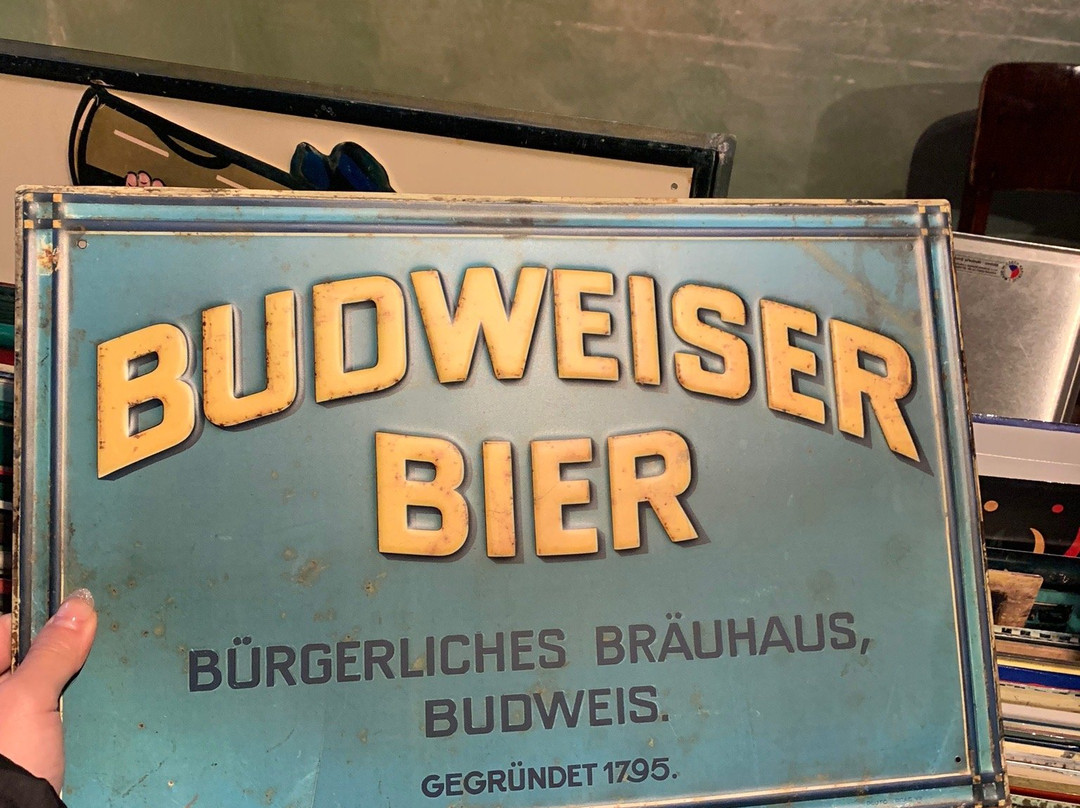 BUDWEISER
BIER
BÜRGERLICHES BRÄUHAUS,
BUDWEIS.
GEGRÜNDET 1795.